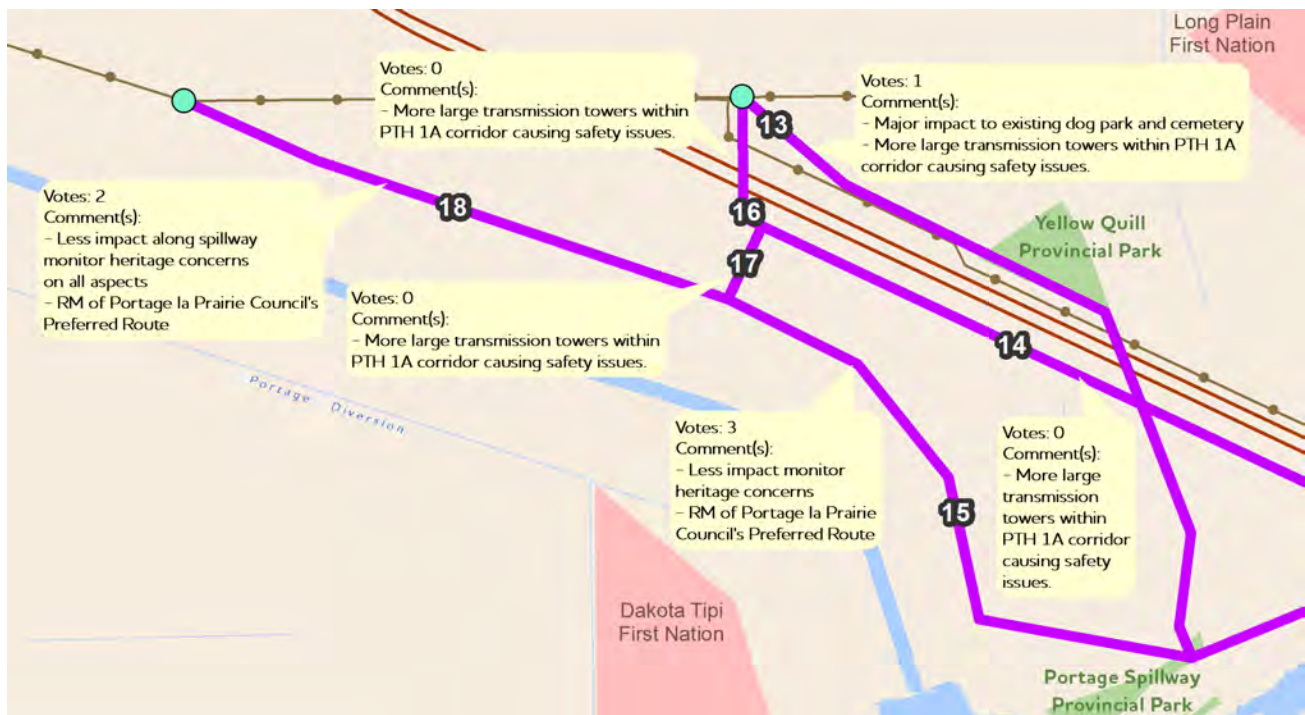 Long Plain
First Nation
Votes: 0
Comment(s):
- More large transmission towers within
PTH 1A corridor causing safety issues.
Votes: 1
Comment(s):
- Major impact to existing dog park and cemetery
- More large transmission towers within PTH 1A
corridor causing safety issues.
13
Votes: 2
Comment(s):
- Less impact along spillway
monitor heritage concerns
on all aspects
- RM of Portage la Prairie Council's
Preferred Route
18
16
17
Yellow Quill
Provincial Park
Votes: 0
Comment(s):
- More large transmission towers within
PTH 1A corridor causing safety issues.
14
Portage Diversion
Votes: 3
Comment(s):
- Less impact monitor
heritage concerns
- RM of Portage la Prairie
Council's Preferred Route
15
Votes: 0
Comment(s):
- More large
transmission
towers within
PTH 1A corridor
causing safety
issues.
Dakota Tipi
First Nation
Portage Spillway
Provincial Park